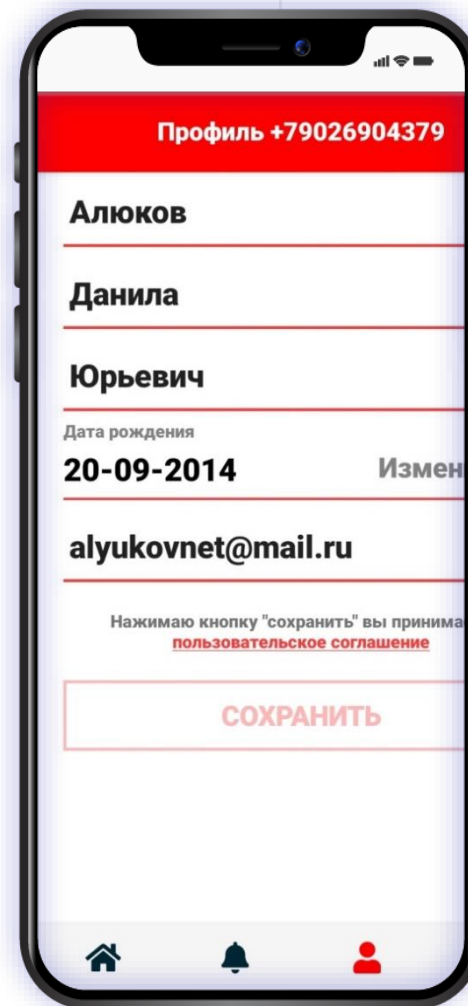 Профиль +79026904379
Алюков
Данила
Юрьевич
Дата рождения
20-09-2014 Измен
alyukovnet@mail.ru
Нажимаю кнопку "сохранить" вы принима
пользовательское соглашение
СОХРАНИТЬ